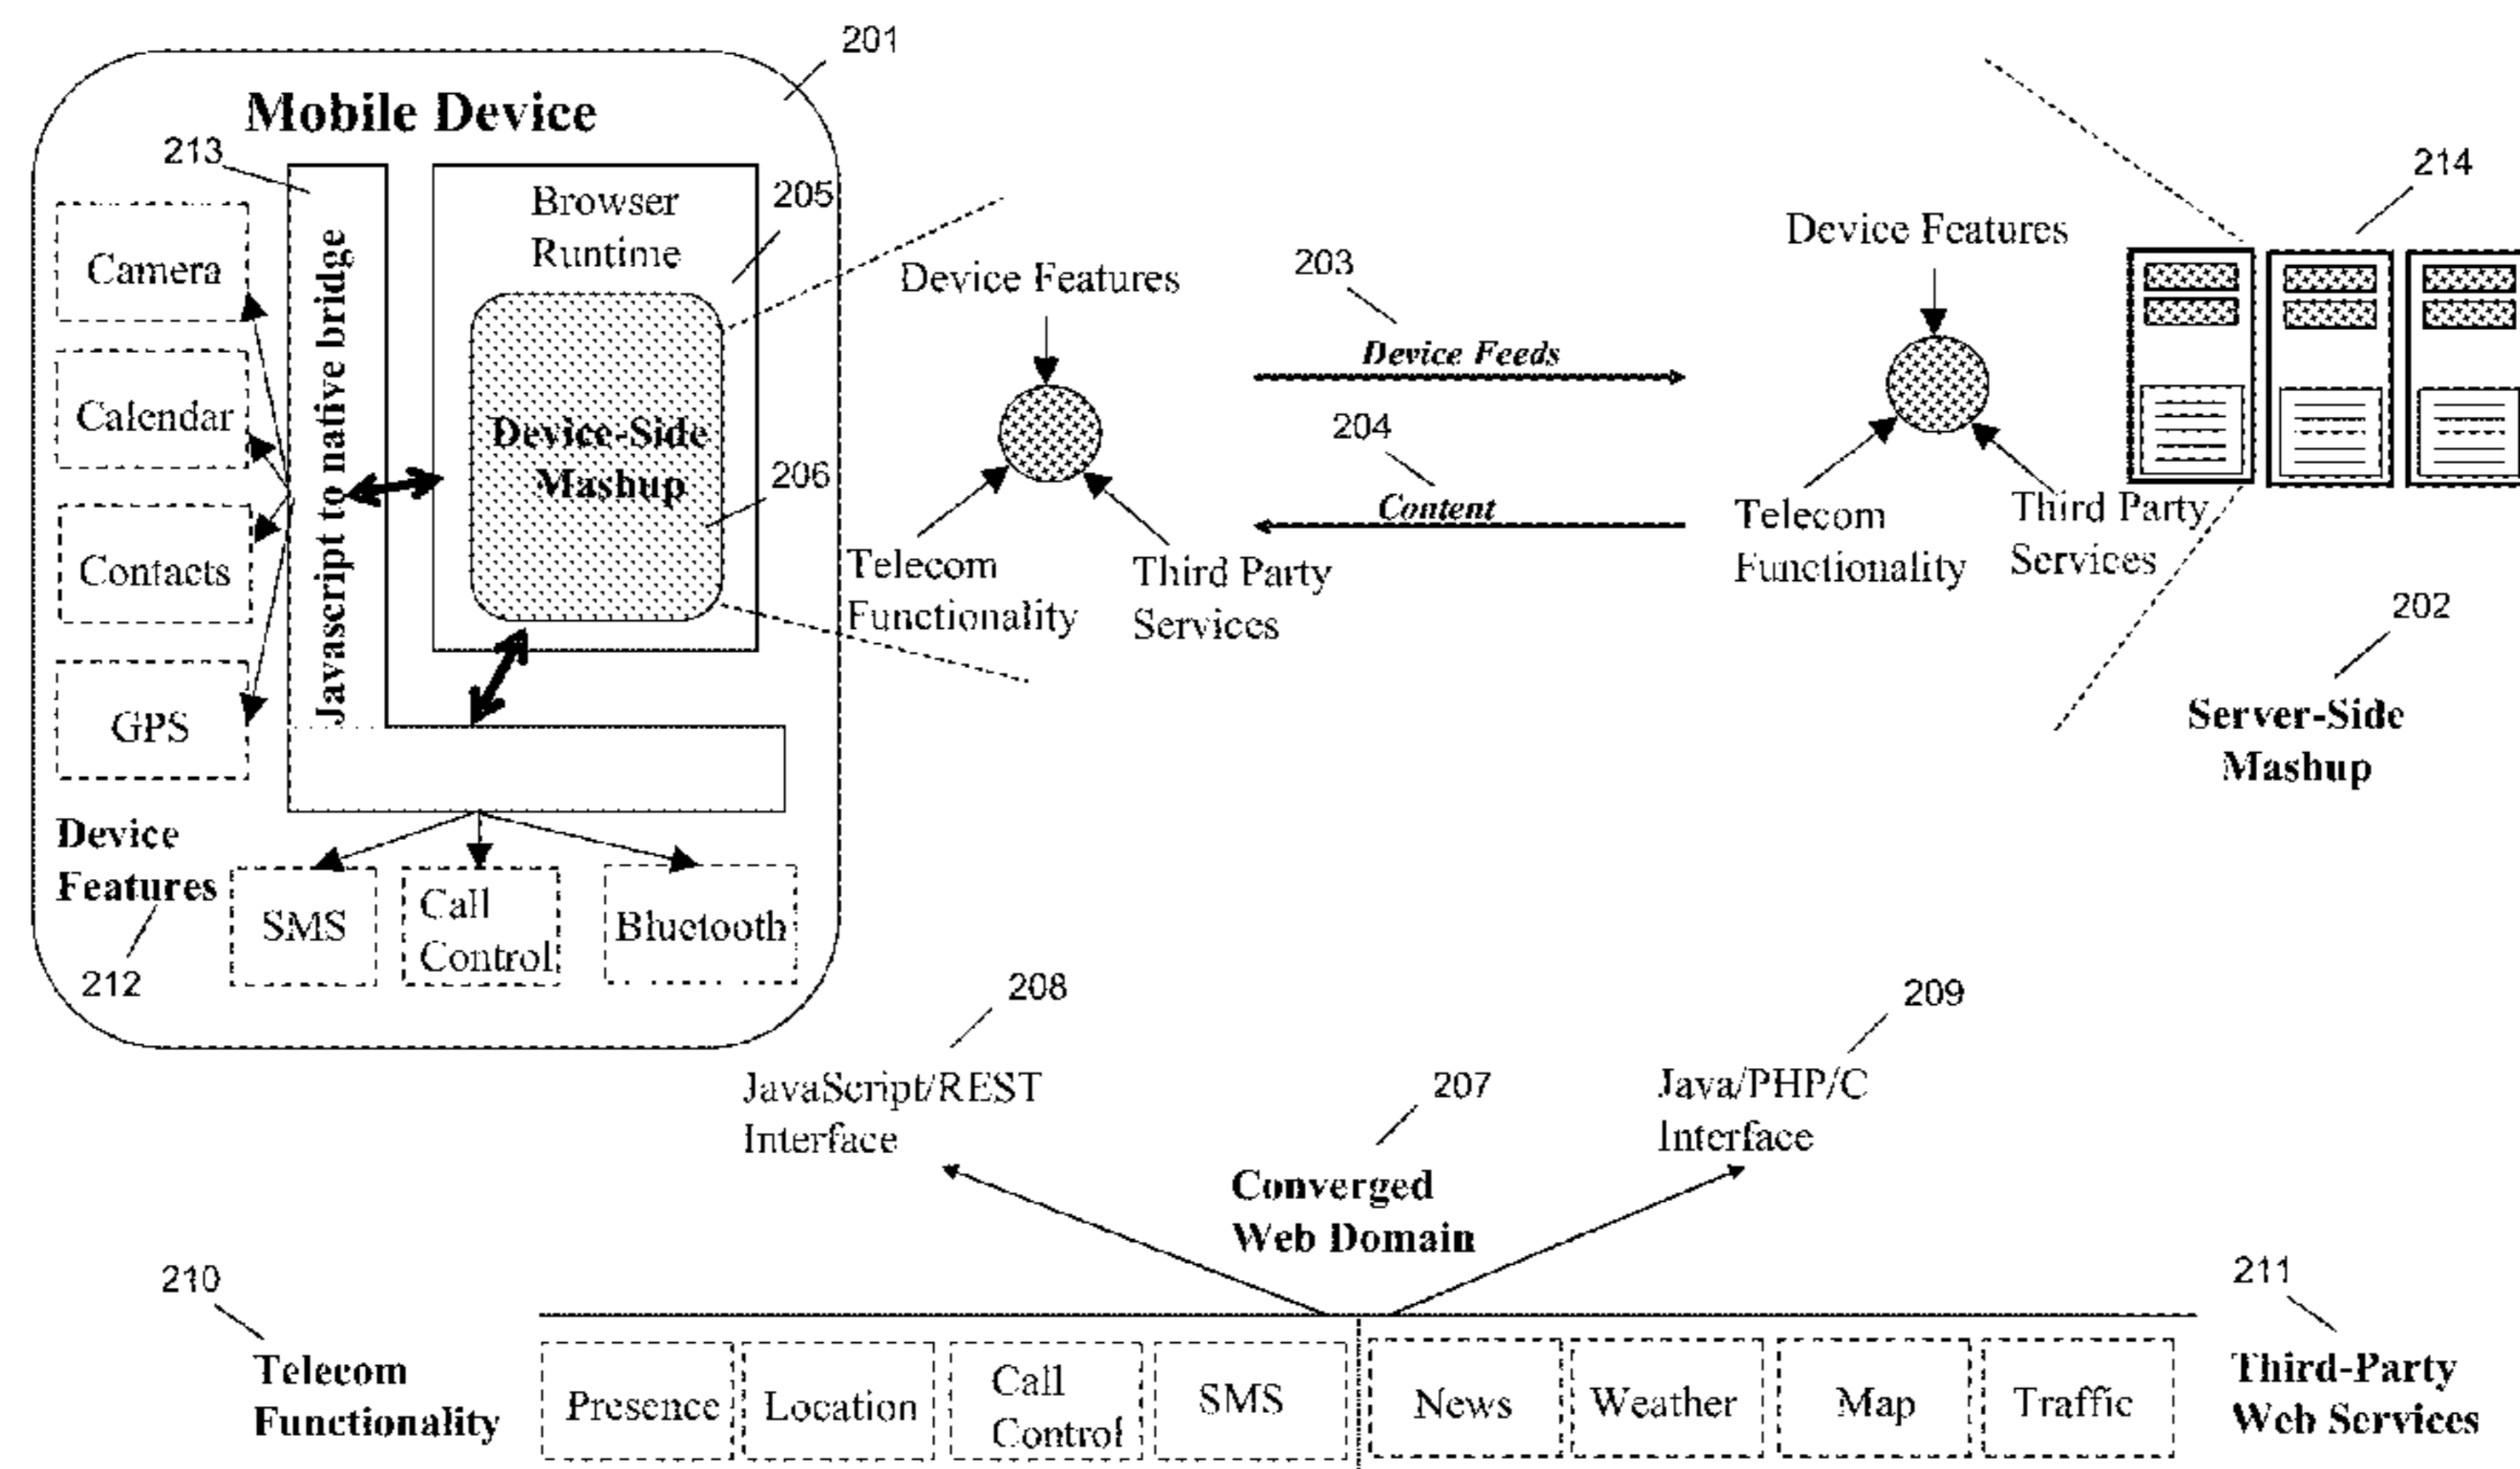 201
Mobile Device
213
Browser
Runtime
205
Camera
Calendar
Contacts
GPS
Javascript to native bridge
Device-Side
Mashup
206
Device
Features
212
SMS
Call
Control
Bluetooth
Device Features
Telecom
Functionality
Third Party
Services
203
Device Feeds
204
Content
Device Features
Telecom
Functionality
Third Party
Services
214
202
Server-Side
Mashup
208
JavaScript/REST
Interface
207
Converged
Web Domain
209
Java/PHP/C
Interface
210
Telecom
Functionality
Presence
Location
Call
Control
SMS
News
Weather
Map
Traffic
211
Third-Party
Web Services